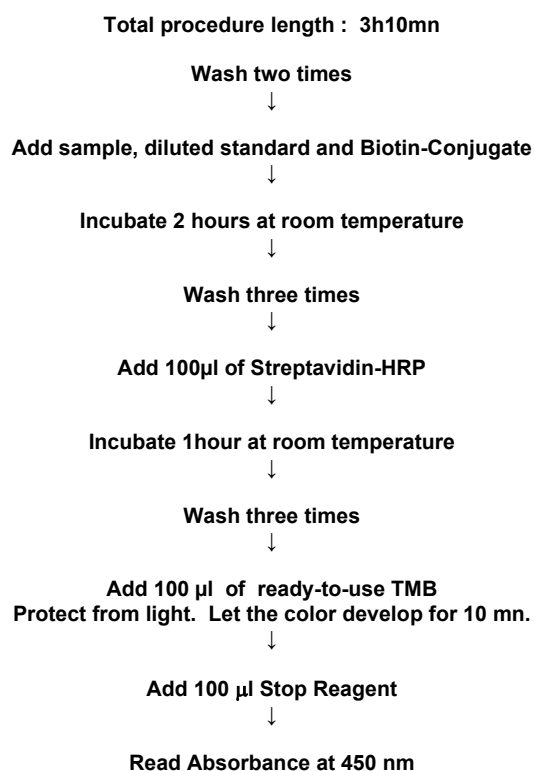 Total procedure length : 3h10mn
Wash two times
↓
Add sample, diluted standard and Biotin-Conjugate
↓
Incubate 2 hours at room temperature
↓
Wash three times
↓
Add 100µl of Streptavidin-HRP
↓
Incubate 1hour at room temperature
↓
Wash three times
↓
Add 100 µl of ready-to-use TMB
Protect from light. Let the color develop for 10 mn.
↓
Add 100 µl Stop Reagent
↓
Read Absorbance at 450 nm